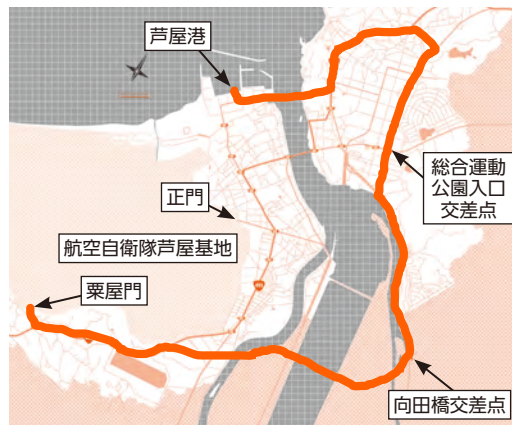 芦屋港
総合運動
公園入口
交差点
正門
航空自衛隊芦屋基地
粟屋門
向田橋交差点